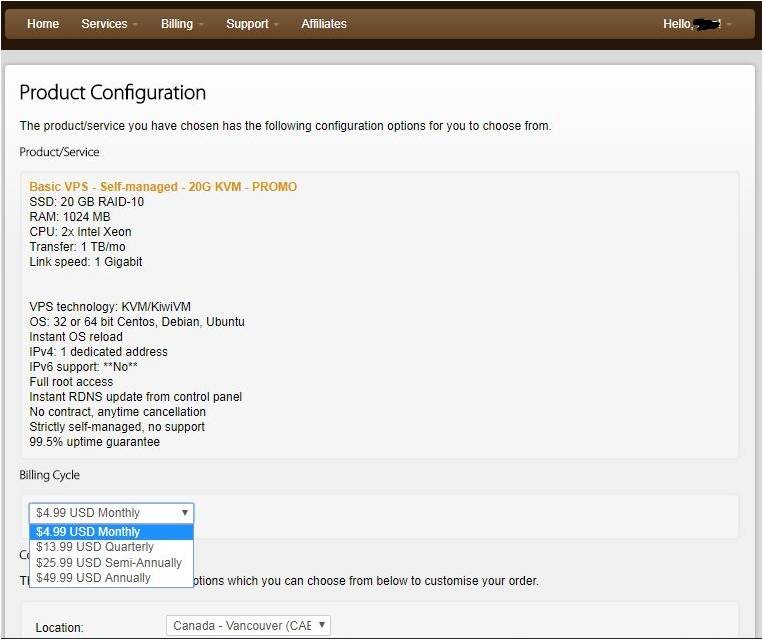 Home Services Billing Support Affiliates Hello, !
Product Configuration
The product/service you have chosen has the following configuration options for you to choose from.
Product/Service
Basic VPS - Self-managed - 20G KVM - PROMO
SSD: 20 GB RAID-10
RAM: 1024 MB
CPU: 2x Intel Xeon
Transfer: 1 TB/mo
Link speed: 1 Gigabit
VPS technology: KVM/KiwiVM
OS: 32 or 64 bit Centos, Debian, Ubuntu
Instant OS reload
IPv4: 1 dedicated address
IPv6 support: **No**
Full root access
Instant RDNS update from control panel
No contract, anytime cancellation
Strictly self-managed, no support
99.5% uptime guarantee
Billing Cycle
$4.99 USD Monthly
$4.99 USD Monthly
$13.99 USD Quarterly
$25.99 USD Semi-Annually
$49.99 USD Annually
which you can choose from below to customise your order.
Location: Canada - Vancouver (CAE